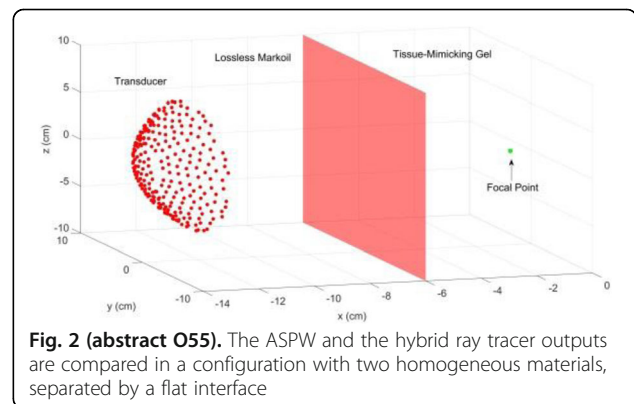 10
5
0
-5
-10
z (cm)
Transducer
Lossless Markoil
Tissue-Mimicking Gel
Focal Point
10
0
-10
y (cm)
-14
-12
-10
-8
-6
-4
-2
0
x (cm)
Fig. 2 (abstract O55). The ASPW and the hybrid ray tracer outputs
are compared in a configuration with two homogeneous materials,
separated by a flat interface